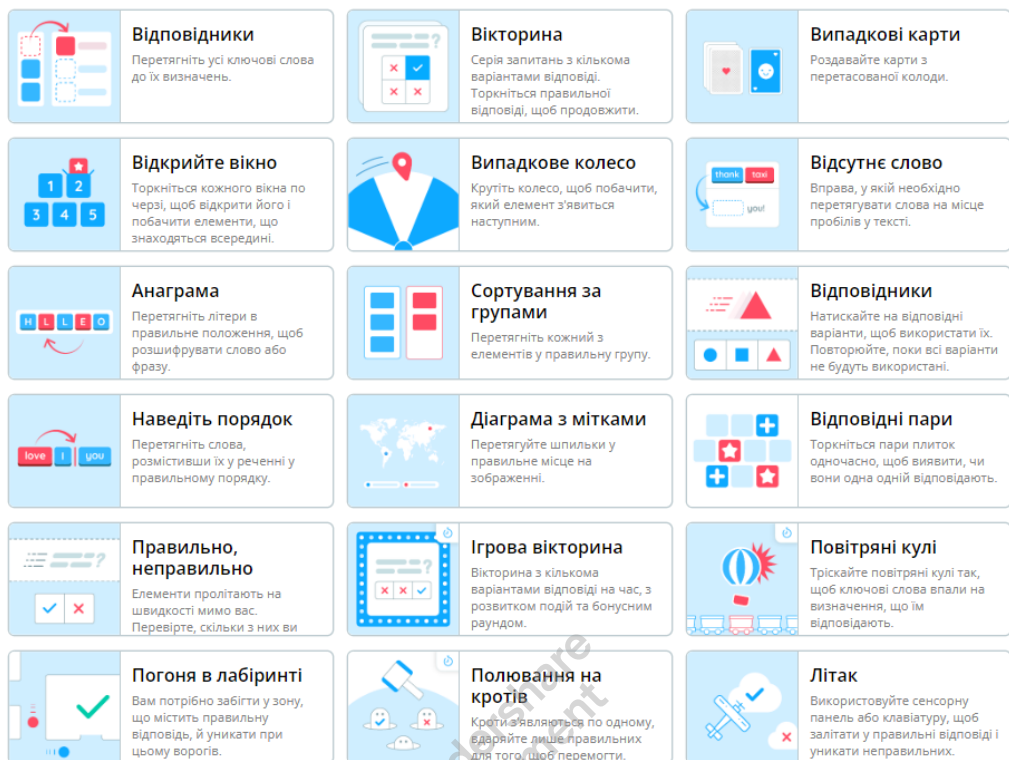 Відповідники
Перетягніть усі ключові слова
до їх визначень.
Вікторина
Серія запитань з кількома
варіантами відповіді.
Торкніться правильної
відповіді, щоб продовжити.
Випадкові карти
Роздавайте карти з
перетасованої колоди.
1 2
3 4 5
Відкрийте вікно
Торкніться кожного вікна по
черзі, щоб відкрити його і
побачити елементи, що
знаходяться всередині.
Випадкове колесо
Крутіть колесо, щоб побачити,
який елемент з'явиться
наступним.
thank taxi
you!
Відсутнє слово
Вправа, у якій необхідно
перетягувати слова на місце
пробілів у тексті.
H L L E O
Анаграма
Перетягніть літери в
правильне положення, щоб
розшифрувати слово або
фразу.
Сортування за
групами
Перетягніть кожний з
елементів у правильну групу.
Відповідники
Натискайте на відповідні
варіанти, щоб використати їх.
Повторюйте, поки всі варіанти
не будуть використані.
love I you
Наведіть порядок
Перетягніть слова,
розмістивши їх у реченні у
правильному порядку.
Діаграма з мітками
Перетягуйте шпильки у
правильне місце на
зображенні.
Відповідні пари
Торкніться пари плиток
одночасно, щоб виявити, чи
вони одна одній відповідають.
Правильно,
неправильно
Елементи пролітають на
швидкості мимо вас.
Перевірте, скільки з них ви
Ігрова вікторина
Вікторина з кількома
варіантами відповіді на час, з
розвитком подій та бонусним
раундом.
Повітряні кулі
Тріскайте повітряні кулі так,
щоб ключові слова впали на
визначення, що їм
відповідають.
Погоня в лабіринті
Вам потрібно забігти у зону,
що містить правильну
відповідь, й уникати при
цьому ворогів.
Полювання на
кротів
Кроти з'являються по одному,
вдаряйте лише правильних
для того, щоб перемогти.
Літак
Використовуйте сенсорну
панель або клавіатуру, щоб
залітати у правильні відповіді і
уникати неправильних.